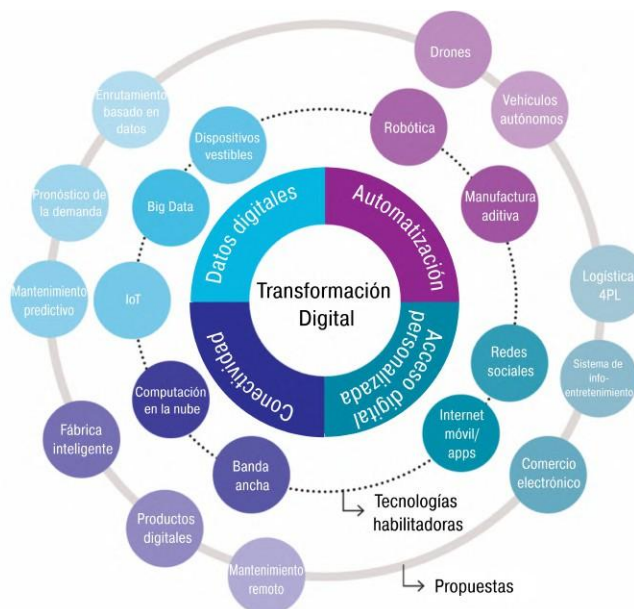 Drones
Vehículos
autónomos
Enrutamiento
basado en
datos
Robótica
Dispositivos
vestibles
Manufactura
aditiva
Pronóstico de
la demanda
Big Data
Datos digitales
Automatización
Mantenimiento
predictivo
IoT
Transformación
Digital
Logística
4PL
Conectividad
Acceso digital
personalizada
Redes
sociales
Sistema de
info-
entretenimiento
Computación
en la nube
Internet
móvil/
apps
Fábrica
inteligente
Banda
ancha
Comercio
electrónico
Productos
digitales
Tecnologías
habilitadoras
Mantenimiento
remoto
Propuestas